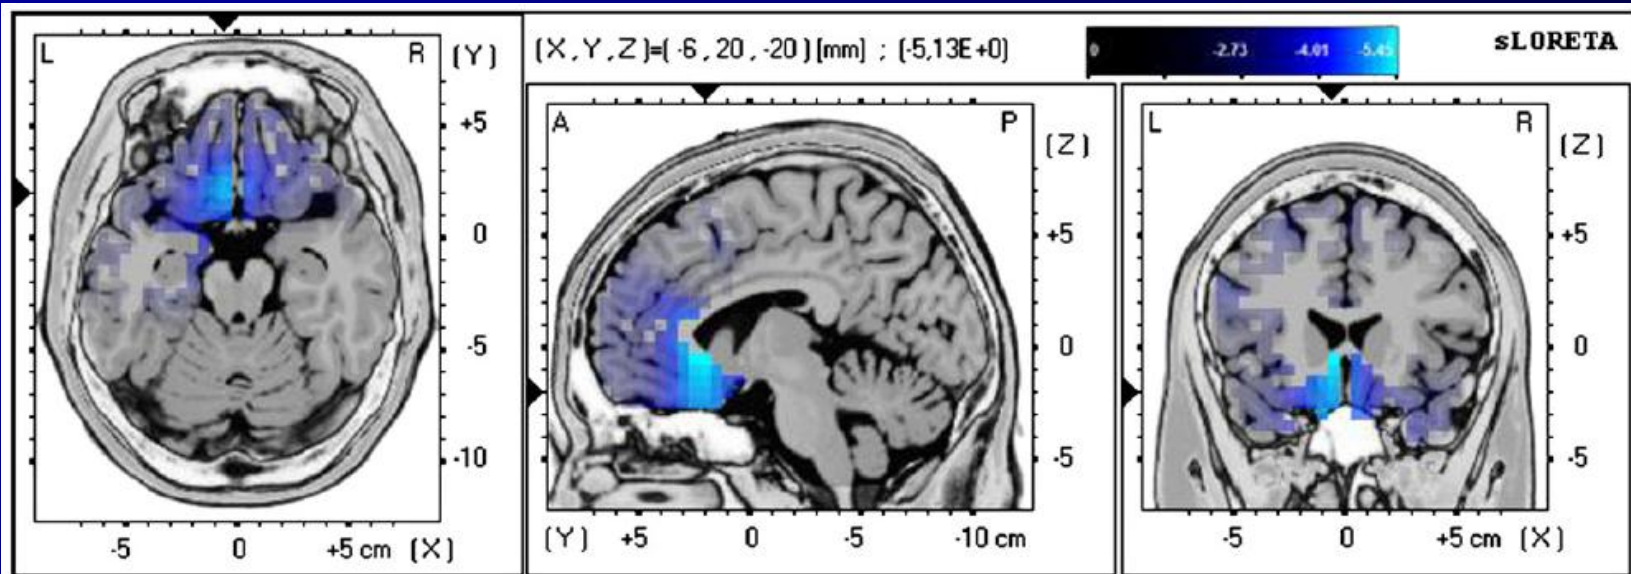 (X,Y,Z)=( -6 , 20 , -20 ) [mm] ; (-5,13E+0)
0 -2.73 -4.01 -5.45
sLORETA
L R (Y)
+5
0
-5
-10
-5 0 +5 cm (X)
A P (Z)
+5
0
-5
(Y) +5 0 -5 -10 cm
L R (Z)
+5
0
-5
-5 0 +5 cm (X)